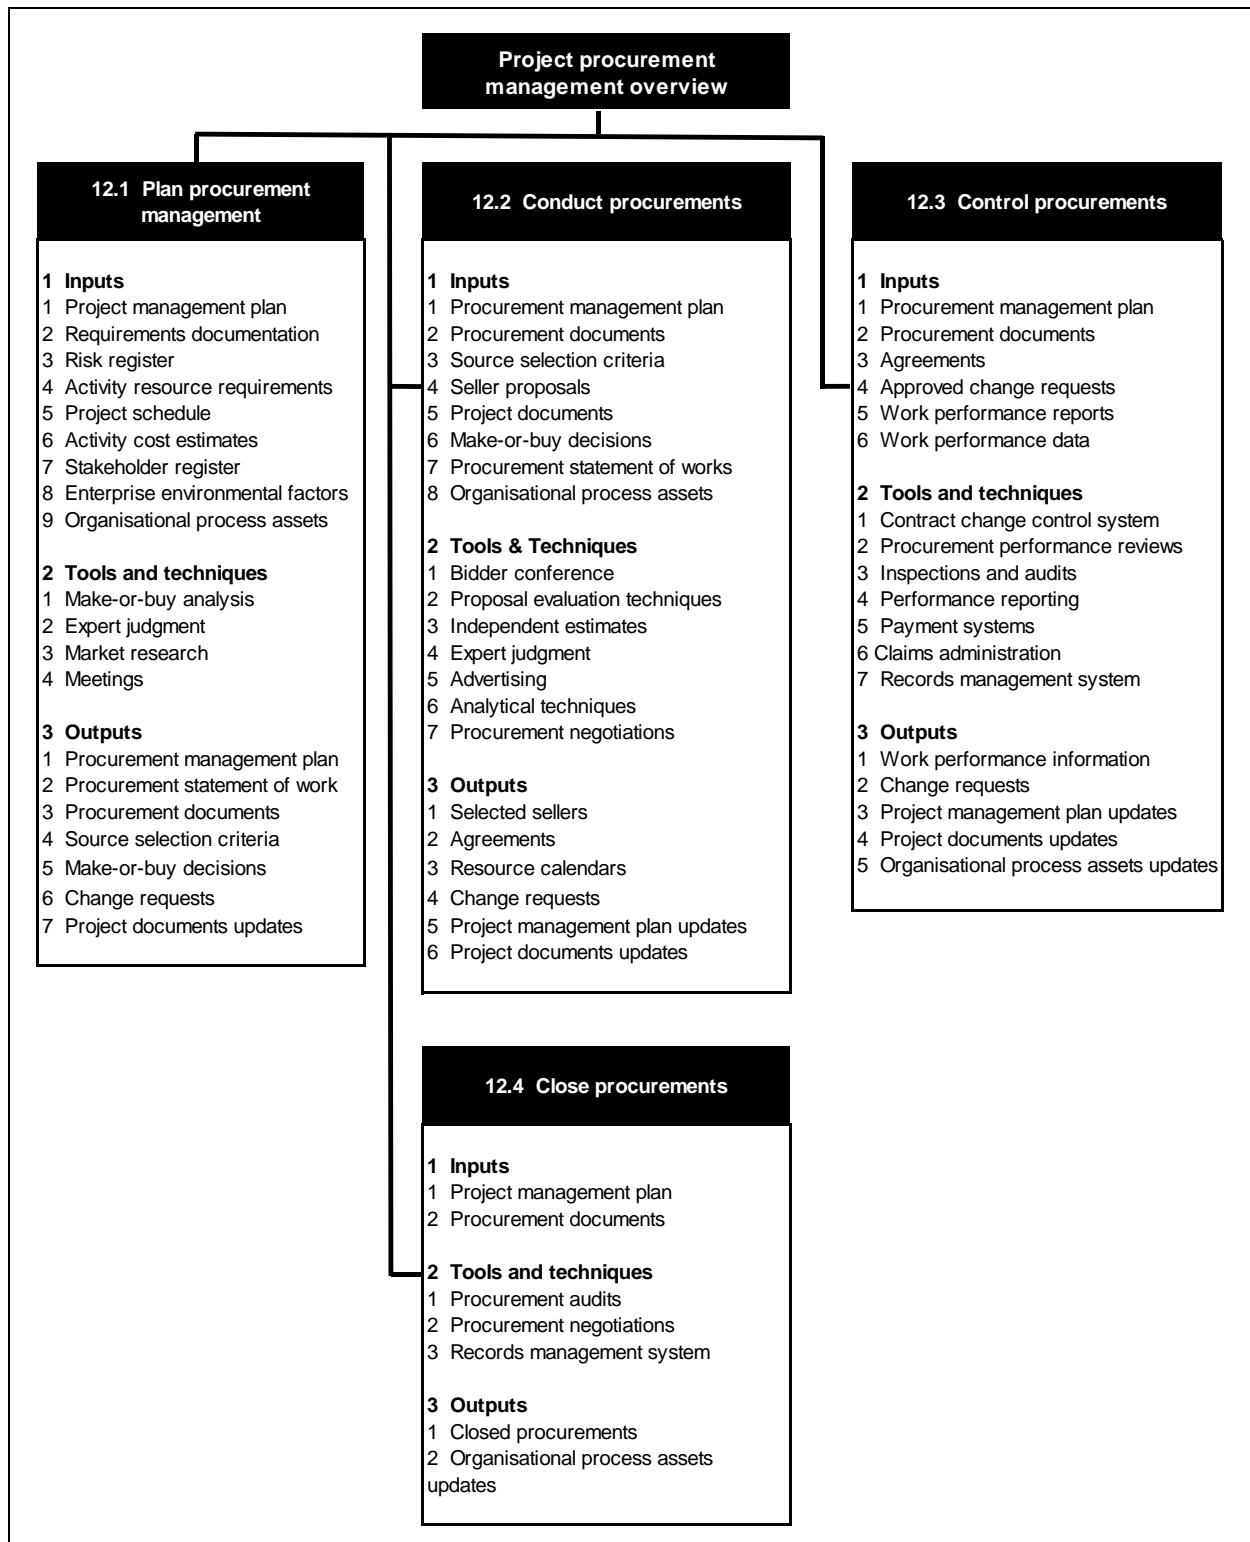 Project procurement
management overview
12.1 Plan procurement
management
1 Inputs
1 Project management plan
2 Requirements documentation
3 Risk register
4 Activity resource requirements
5 Project schedule
6 Activity cost estimates
7 Stakeholder register
8 Enterprise environmental factors
9 Organisational process assets
2 Tools and techniques
1 Make-or-buy analysis
2 Expert judgment
3 Market research
4 Meetings
3 Outputs
1 Procurement management plan
2 Procurement statement of work
3 Procurement documents
4 Source selection criteria
5 Make-or-buy decisions
6 Change requests
7 Project documents updates
12.2 Conduct procurements
1 Inputs
1 Procurement management plan
2 Procurement documents
3 Source selection criteria
4 Seller proposals
5 Project documents
6 Make-or-buy decisions
7 Procurement statement of works
8 Organisational process assets
2 Tools & Techniques
1 Bidder conference
2 Proposal evaluation techniques
3 Independent estimates
4 Expert judgment
5 Advertising
6 Analytical techniques
7 Procurement negotiations
3 Outputs
1 Selected sellers
2 Agreements
3 Resource calendars
4 Change requests
5 Project management plan updates
6 Project documents updates
12.3 Control procurements
1 Inputs
1 Procurement management plan
2 Procurement documents
3 Agreements
4 Approved change requests
5 Work performance reports
6 Work performance data
2 Tools and techniques
1 Contract change control system
2 Procurement performance reviews
3 Inspections and audits
4 Performance reporting
5 Payment systems
6 Claims administration
7 Records management system
3 Outputs
1 Work performance information
2 Change requests
3 Project management plan updates
4 Project documents updates
5 Organisational process assets updates
12.4 Close procurements
1 Inputs
1 Project management plan
2 Procurement documents
2 Tools and techniques
1 Procurement audits
2 Procurement negotiations
3 Records management system
3 Outputs
1 Closed procurements
2 Organisational process assets
updates